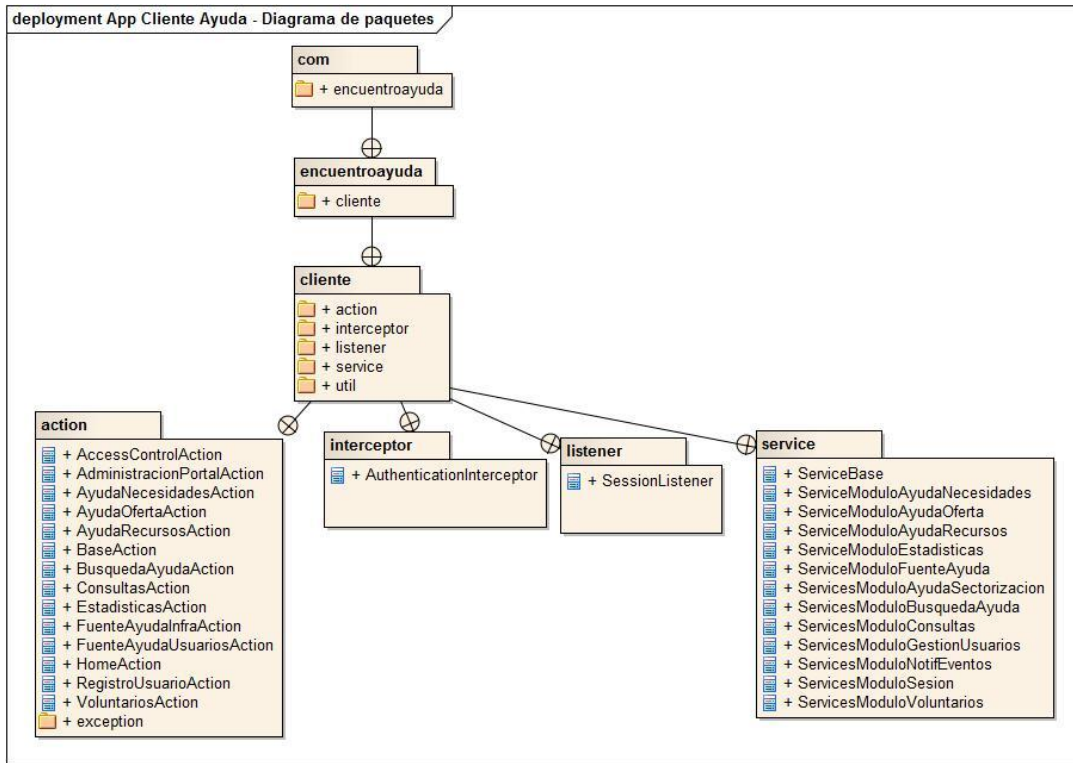 deployment App Cliente Ayuda - Diagrama de paquetes
com
+ encuentroayuda
encuentroayuda
+ cliente
cliente
+ action
+ interceptor
+ listener
+ service
+ util
action
+ AccessControlAction
+ AdministracionPortalAction
+ AyudaNecesidadesAction
+ AyudaOfertaAction
+ AyudaRecursosAction
+ BaseAction
+ BusquedaAyudaAction
+ ConsultasAction
+ EstadisticasAction
+ FuenteAyudaInfraAction
+ FuenteAyudaUsuariosAction
+ HomeAction
+ RegistroUsuarioAction
+ VoluntariosAction
+ exception
interceptor
+ AuthenticationInterceptor
listener
+ SessionListener
service
+ ServiceBase
+ ServiceModuloAyudaNecesidades
+ ServiceModuloAyudaOferta
+ ServiceModuloAyudaRecursos
+ ServiceModuloEstadisticas
+ ServiceModuloFuenteAyuda
+ ServicesModuloAyudaSectorizacion
+ ServicesModuloBusquedaAyuda
+ ServicesModuloConsultas
+ ServicesModuloGestionUsuarios
+ ServicesModuloNotifEventos
+ ServicesModuloSesion
+ ServicesModuloVoluntarios